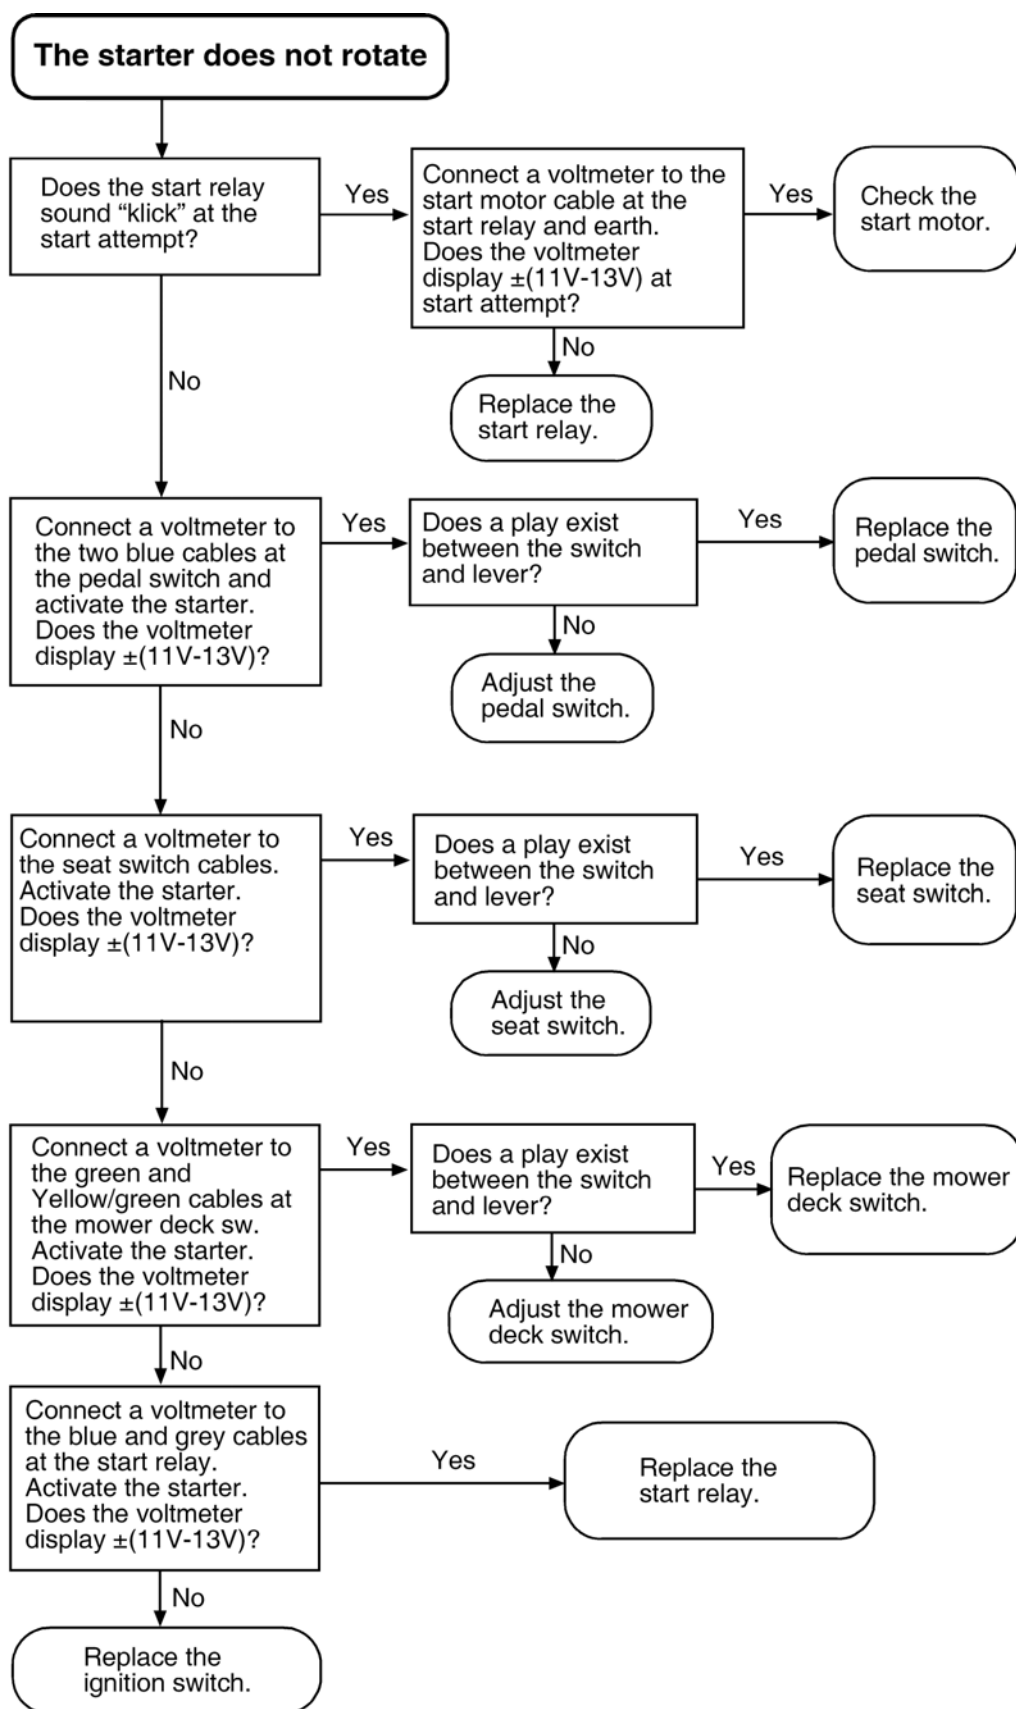 The starter does not rotate
Does the start relay
sound “klick” at the
start attempt?
Yes
Connect a voltmeter to the
start motor cable at the
start relay and earth.
Does the voltmeter
display ±(11V-13V) at
start attempt?
Yes
Check the
start motor.
No
Replace the
start relay.
No
Connect a voltmeter to
the two blue cables at
the pedal switch and
activate the starter.
Does the voltmeter
display ±(11V-13V)?
Yes
Does a play exist
between the switch
and lever?
Yes
Replace the
pedal switch.
No
Adjust the
pedal switch.
No
Connect a voltmeter to
the seat switch cables.
Activate the starter.
Does the voltmeter
display ±(11V-13V)?
Yes
Does a play exist
between the switch
and lever?
Yes
Replace the
seat switch.
No
Adjust the
seat switch.
No
Connect a voltmeter to
the green and
Yellow/green cables at
the mower deck sw.
Activate the starter.
Does the voltmeter
display ±(11V-13V)?
Yes
Does a play exist
between the switch
and lever?
Yes
Replace the mower
deck switch.
No
Adjust the mower
deck switch.
No
Connect a voltmeter to
the blue and grey cables
at the start relay.
Activate the starter.
Does the voltmeter
display ±(11V-13V)?
Yes
Replace the
start relay.
No
Replace the
ignition switch.